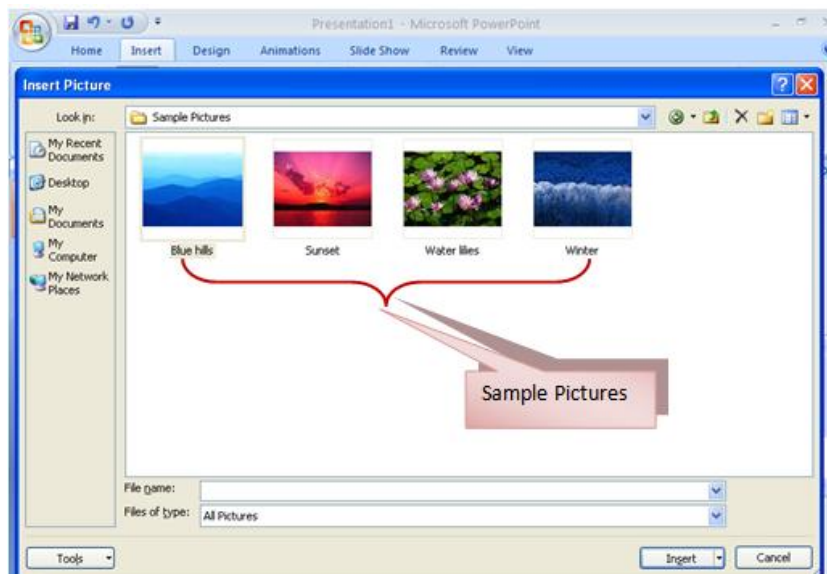 Presentation1 - Microsoft PowerPoint
Home Insert Design Animations Slide Show Review View
Insert Picture
Look in: Sample Pictures
My Recent Documents
Desktop
My Documents
My Computer
My Network Places
Blue hills Sunset Water lilies Winter
Sample Pictures
File name:
Files of type: All Pictures
Tools Insert Cancel